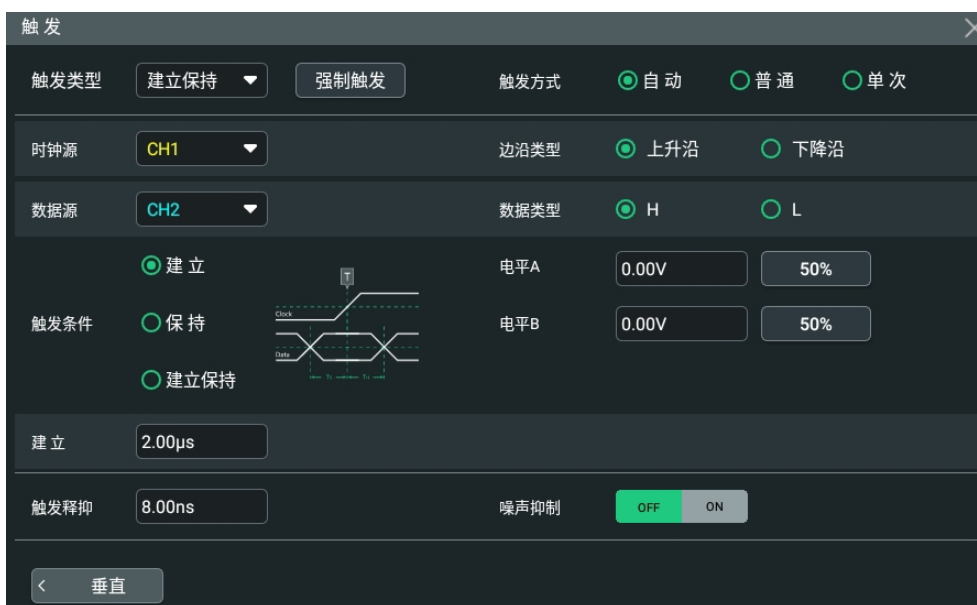 触 发
触发类型 建立保持 强制触发 触发方式 自 动 普 通 单 次
时钟源 CH1 边沿类型 上升沿 下降沿
数据源 CH2 数据类型 H L
触发条件 建 立 保 持 建立保持
T
Clock
Data
电平A 0.00V 50%
电平B 0.00V 50%
建 立 2.00μs
触发释抑 8.00ns 噪声抑制 OFF ON
< 垂直